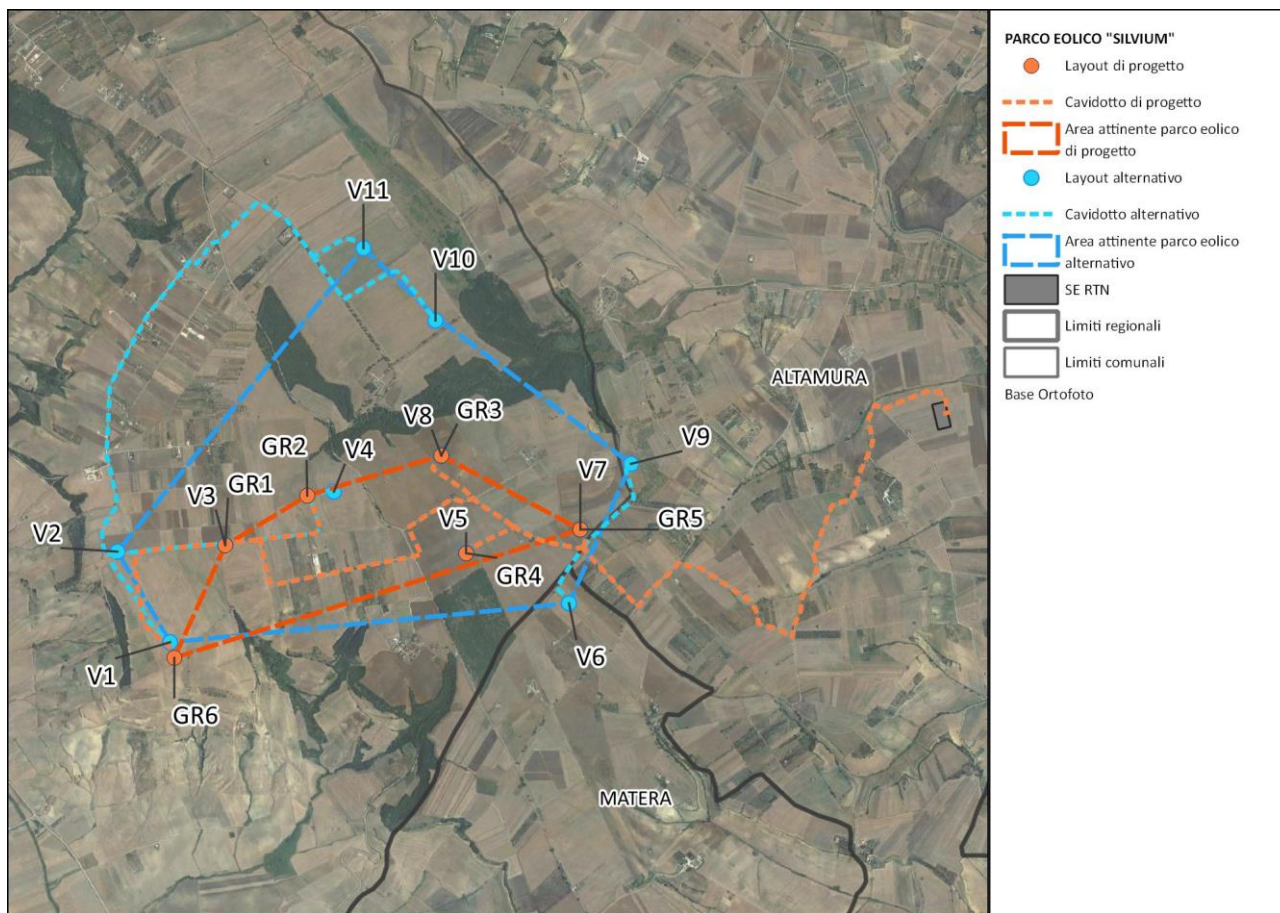 PARCO EOLICO "SILVIUM"
Layout di progetto
Cavidotto di progetto
Area attinente parco eolico
di progetto
Layout alternativo
Cavidotto alternativo
Area attinente parco eolico
alternativo
SE RTN
Limiti regionali
Limiti comunali
Base Ortofoto
V11
V10
ALTAMURA
V8
GR3
GR2
V4
V9
V7
V3
GR1
V5
GR5
V2
GR4
V1
V6
GR6
MATERA